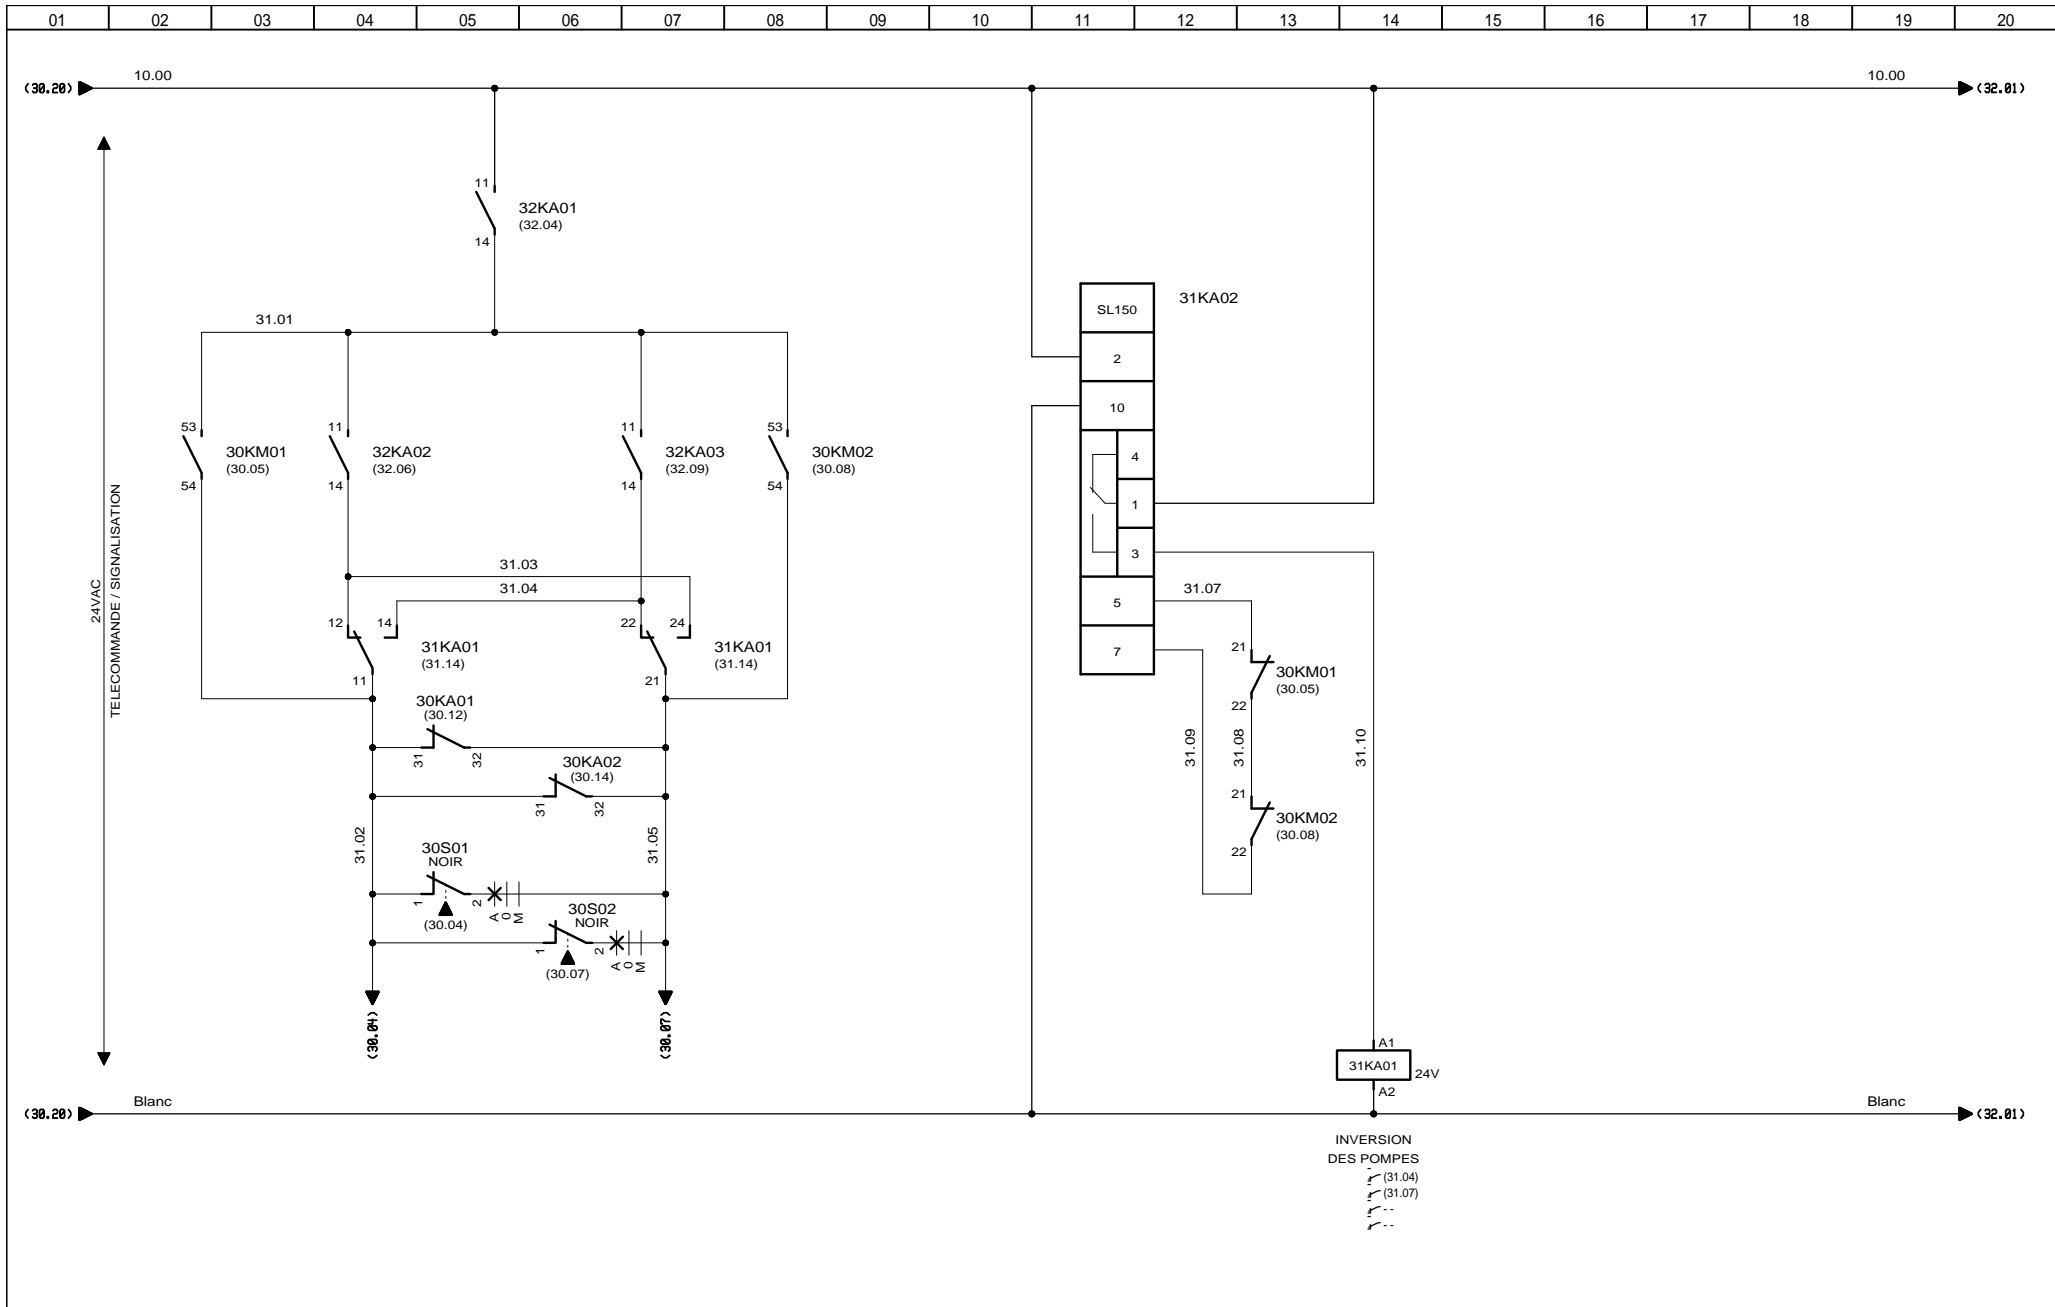 01 02 03 04 05 06 07 08 09 10 11 12 13 14 15 16 17 18 19 20
10.00 10.00
(30.20) (32.01)
11
32KA01
(32.04)
14
24VAC
TELECOMMANDE / SIGNALISATION
31.01
53
30KM01
(30.05)
54
11
32KA02
(32.06)
14
11
32KA03
(32.09)
14
53
30KM02
(30.08)
54
31.03
31.04
12 14
31KA01
(31.14)
11
22 24
31KA01
(31.14)
21
30KA01
(30.12)
31 32
30KA02
(30.14)
31 32
31.02
31.05
30S01
NOIR
1 2 A 0 M
(30.04)
30S02
NOIR
1 2 A 0 M
(30.07)
(30.04)
(30.07)
SL150
31KA02
2
10
4
1
3
5
7
31.07
21
30KM01
(30.05)
22
31.09
31.08
31.10
21
30KM02
(30.08)
22
A1
31KA01
24V
A2
Blanc Blanc
(30.20) (32.01)
INVERSION
DES POMPES
(31.04)
(31.07)
--
--